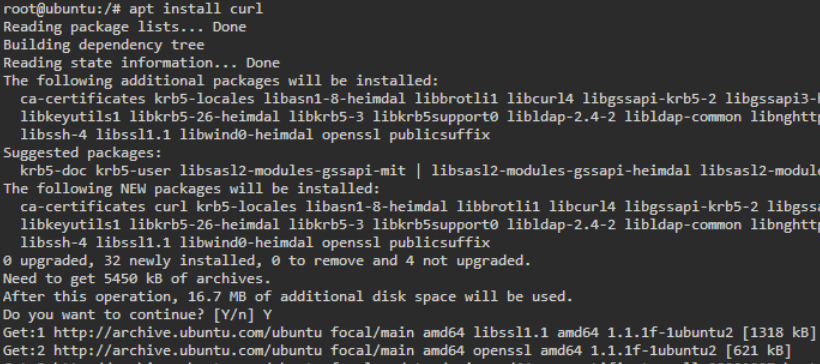 root@ubuntu:/# apt install curl
Reading package lists... Done
Building dependency tree
Reading state information... Done
The following additional packages will be installed:
ca-certificates krb5-locales libasn1-8-heimdal libbrotli1 libcurl4 libgssapi-krb5-2 libgssapi3-h
libkeyutils1 libkrb5-26-heimdal libkrb5-3 libkrb5support0 libldap-2.4-2 libldap-common libnghttp
libssh-4 libssl1.1 libwind0-heimdal openssl publicsuffix
Suggested packages:
krb5-doc krb5-user libsasl2-modules-gssapi-mit | libsasl2-modules-gssapi-heimdal libsasl2-module
The following NEW packages will be installed:
ca-certificates curl krb5-locales libasn1-8-heimdal libbrotli1 libcurl4 libgssapi-krb5-2 libgssa
libkeyutils1 libkrb5-26-heimdal libkrb5-3 libkrb5support0 libldap-2.4-2 libldap-common libnghttp
libssh-4 libssl1.1 libwind0-heimdal openssl publicsuffix
0 upgraded, 32 newly installed, 0 to remove and 4 not upgraded.
Need to get 5450 kB of archives.
After this operation, 16.7 MB of additional disk space will be used.
Do you want to continue? [Y/n] Y
Get:1 http://archive.ubuntu.com/ubuntu focal/main amd64 libssl1.1 amd64 1.1.1f-1ubuntu2 [1318 kB]
Get:2 http://archive.ubuntu.com/ubuntu focal/main amd64 openssl amd64 1.1.1f-1ubuntu2 [621 kB]